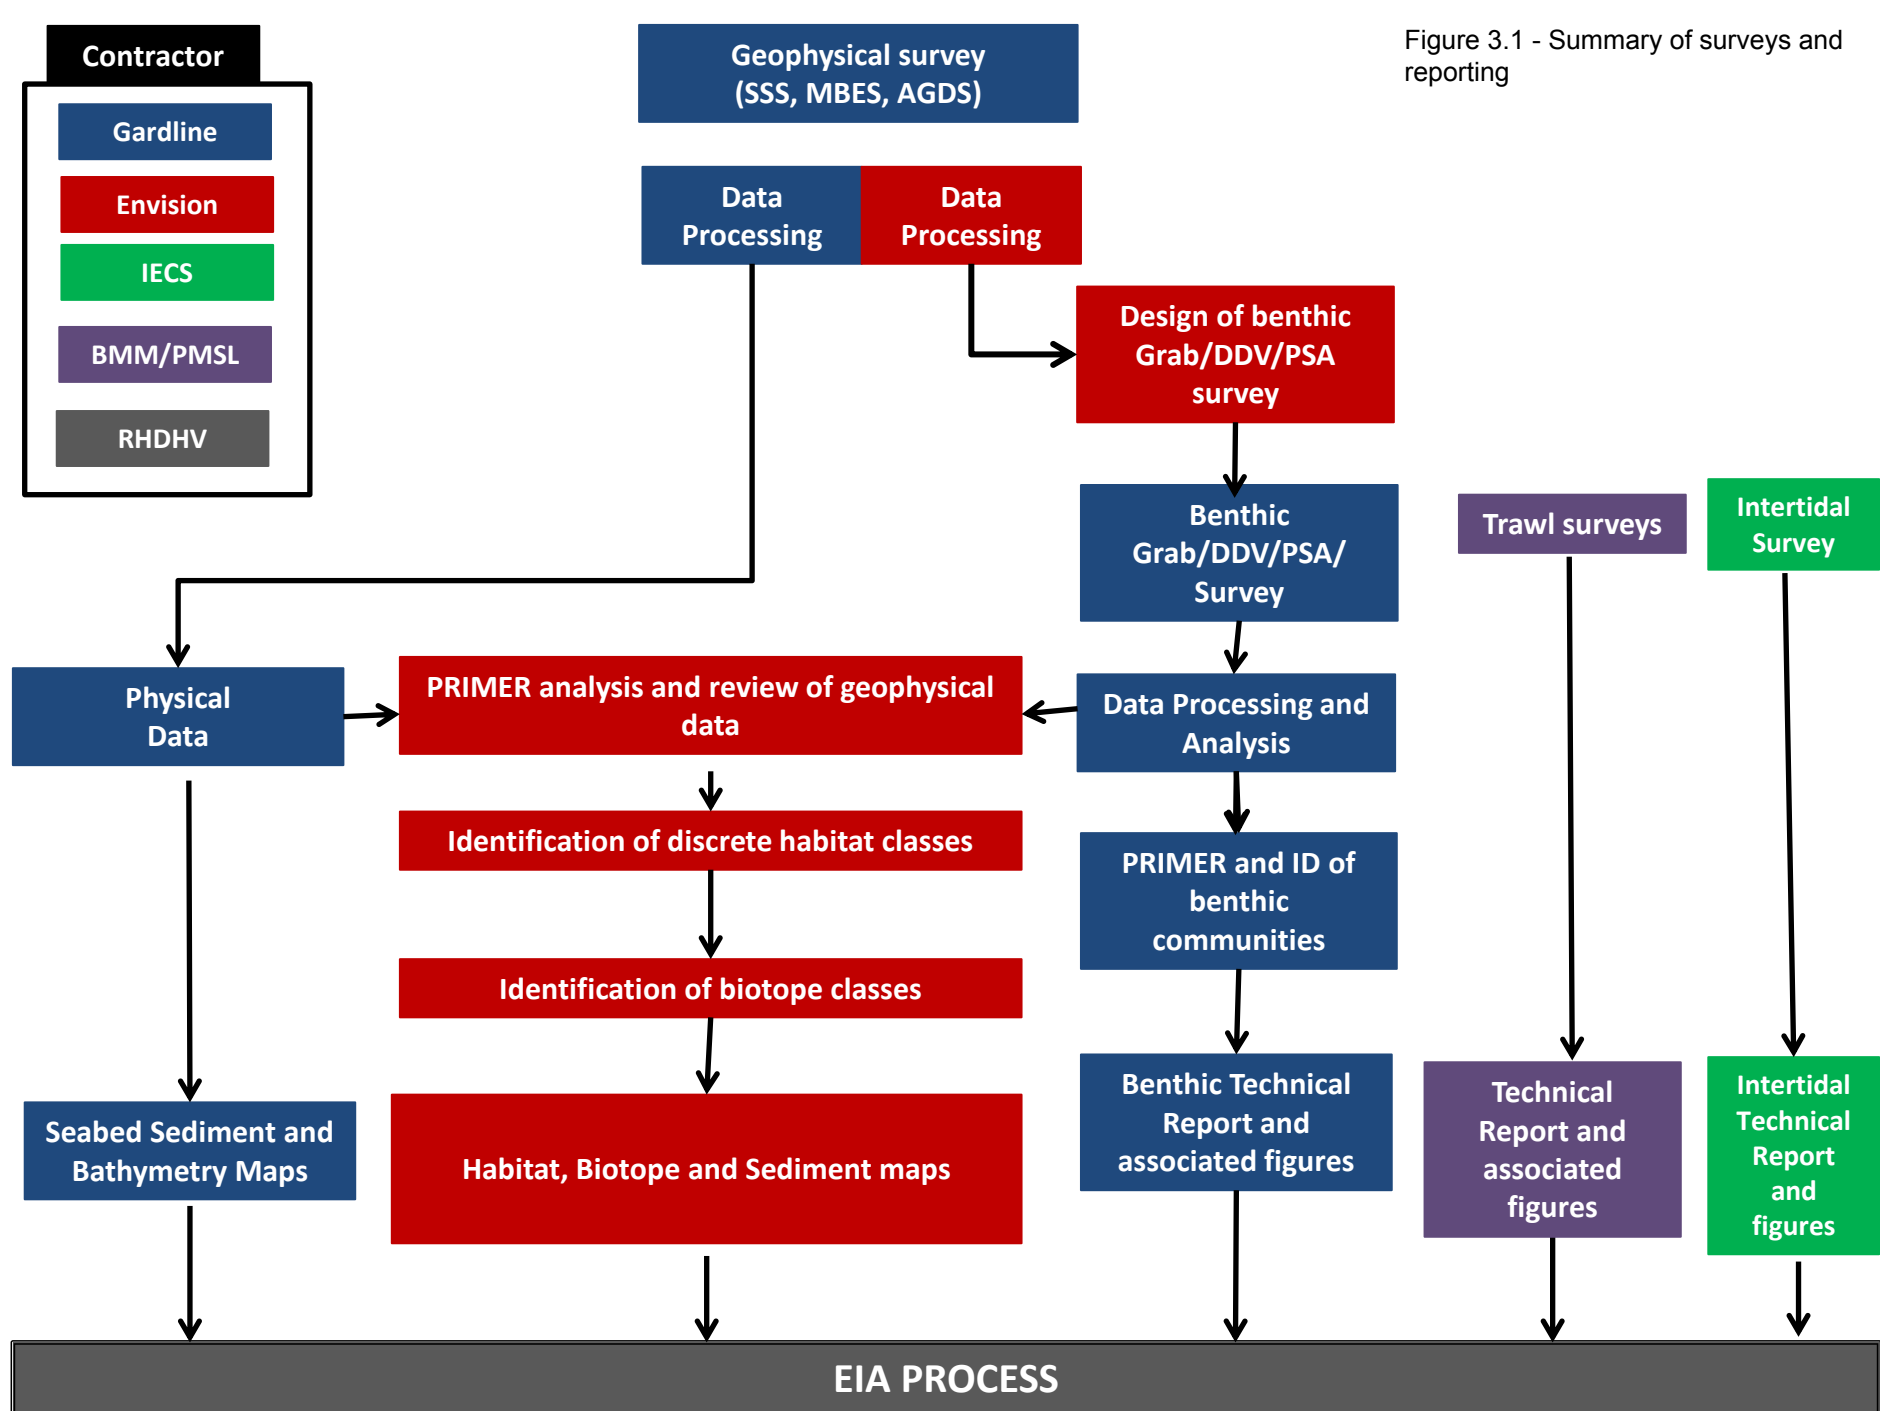 Contractor
Gardline
Envision
IECS
BMM/PMSL
RHDHV
Geophysical survey
(SSS, MBES, AGDS)
Figure 3.1 - Summary of surveys and
reporting
Data
Processing
Data
Processing
Design of benthic
Grab/DDV/PSA
survey
Benthic
Grab/DDV/PSA/
Survey
Trawl surveys
Intertidal
Survey
Physical
Data
PRIMER analysis and review of geophysical
data
Data Processing and
Analysis
Identification of discrete habitat classes
PRIMER and ID of
benthic
communities
Identification of biotope classes
Seabed Sediment and
Bathymetry Maps
Habitat, Biotope and Sediment maps
Benthic Technical
Report and
associated figures
Technical
Report and
associated
figures
Intertidal
Technical
Report
and
figures
EIA PROCESS